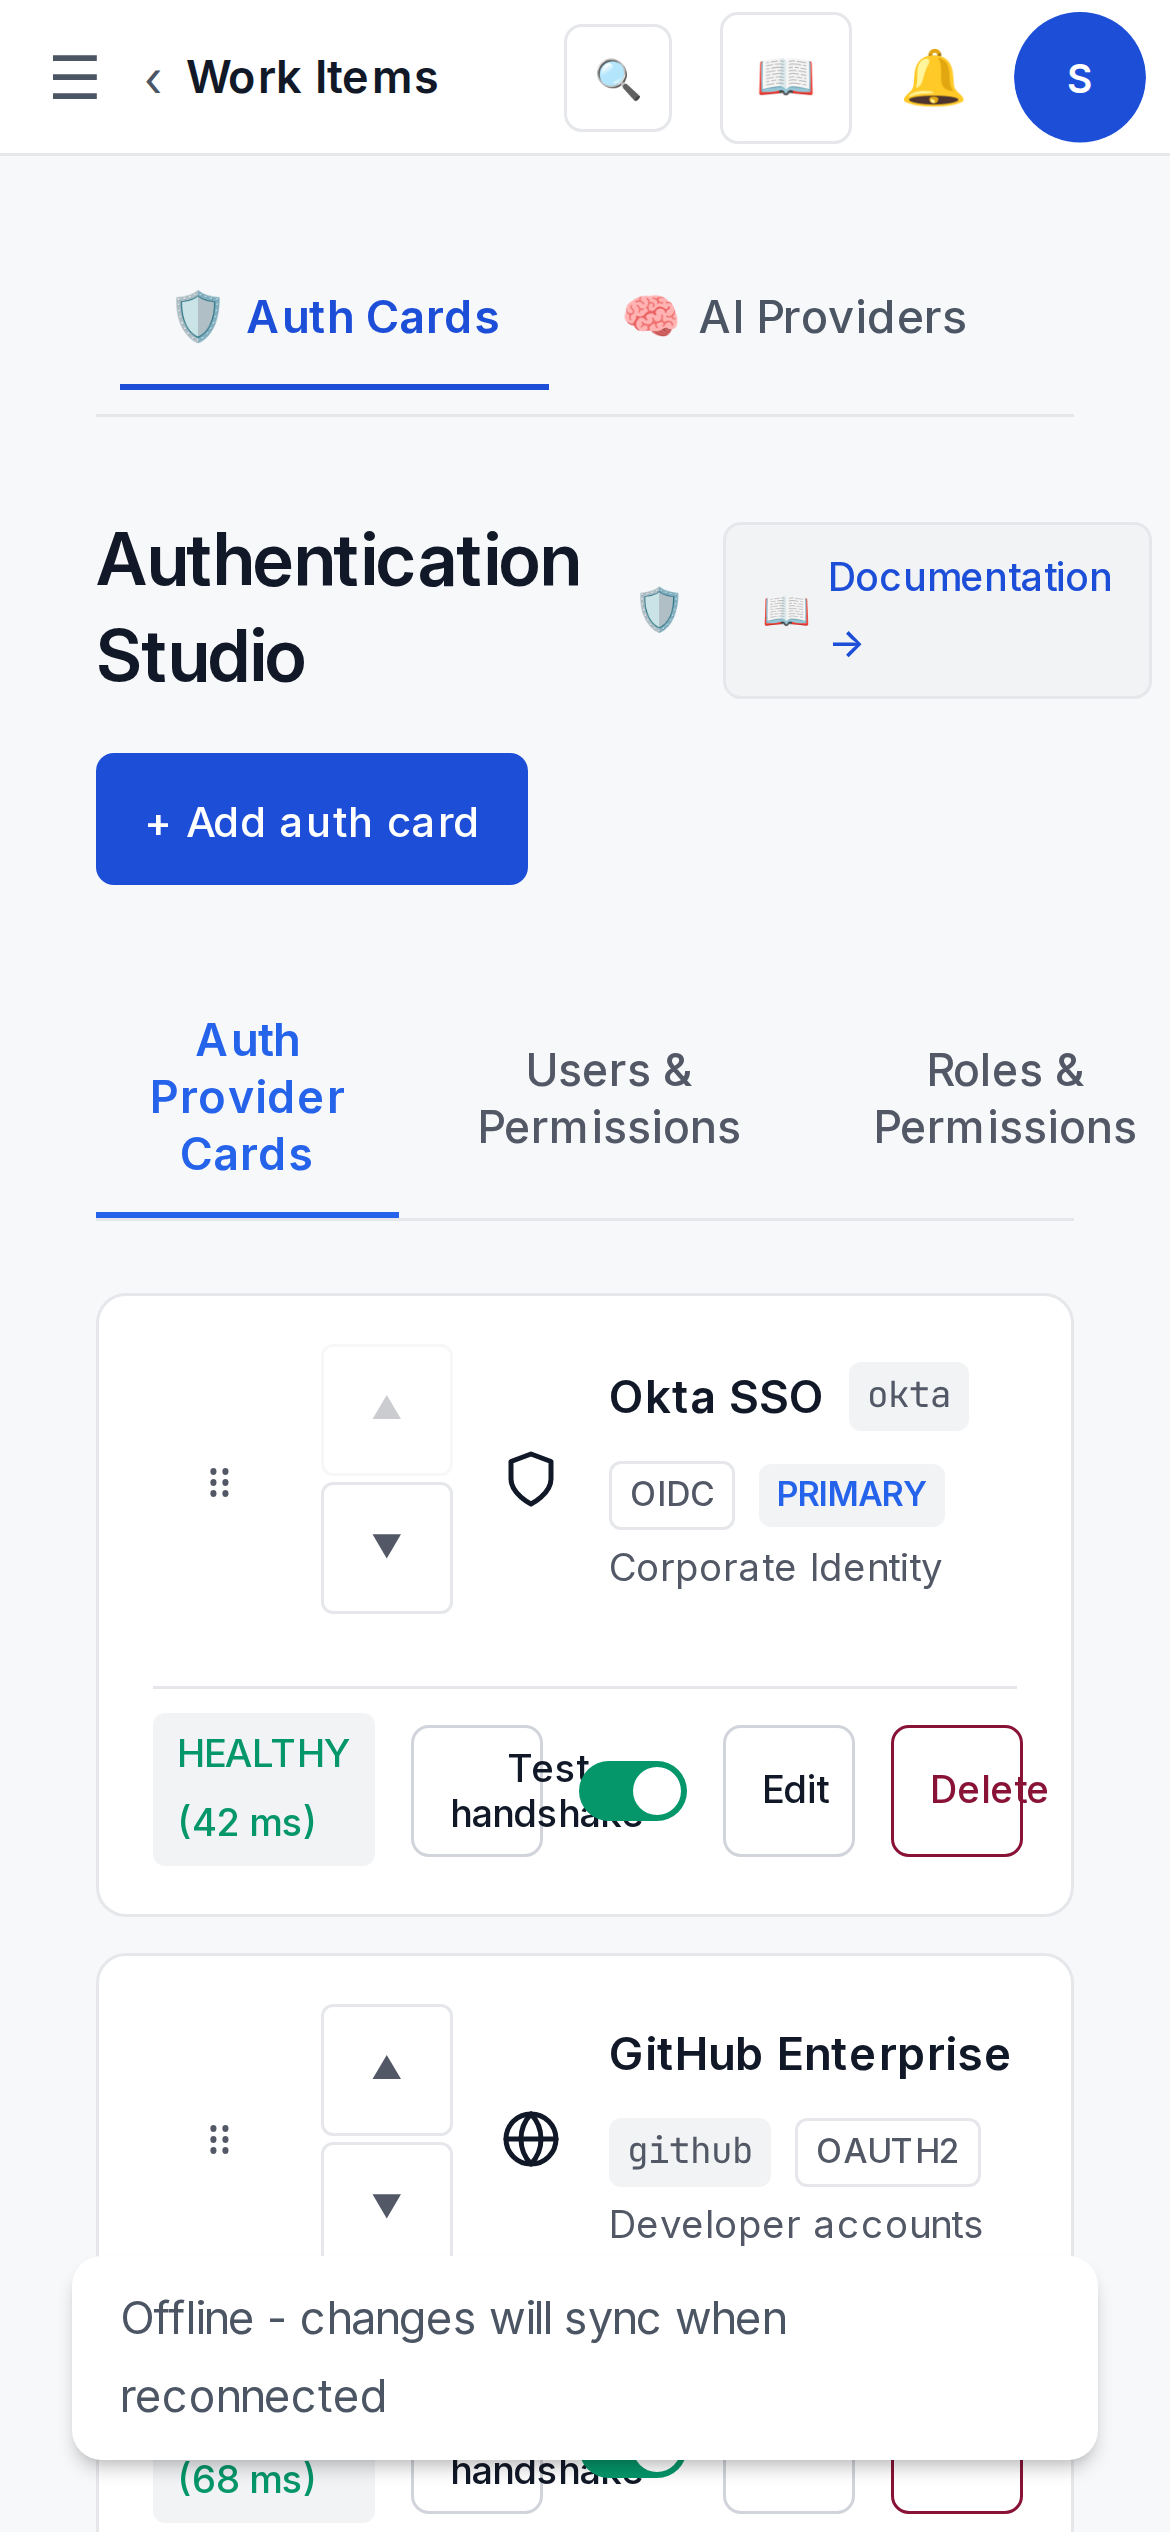 Work Items
S
Auth Cards
AI Providers
Authentication
Studio
Documentation
→
+ Add auth card
Auth
Provider
Cards
Users &
Permissions
Roles &
Permissions
Okta SSO
okta
OIDC
PRIMARY
Corporate Identity
HEALTHY
(42 ms)
Test
handshake
Edit
Delete
GitHub Enterprise
github
OAUTH2
Developer accounts
Offline - changes will sync when
reconnected
(68 ms)
handshake